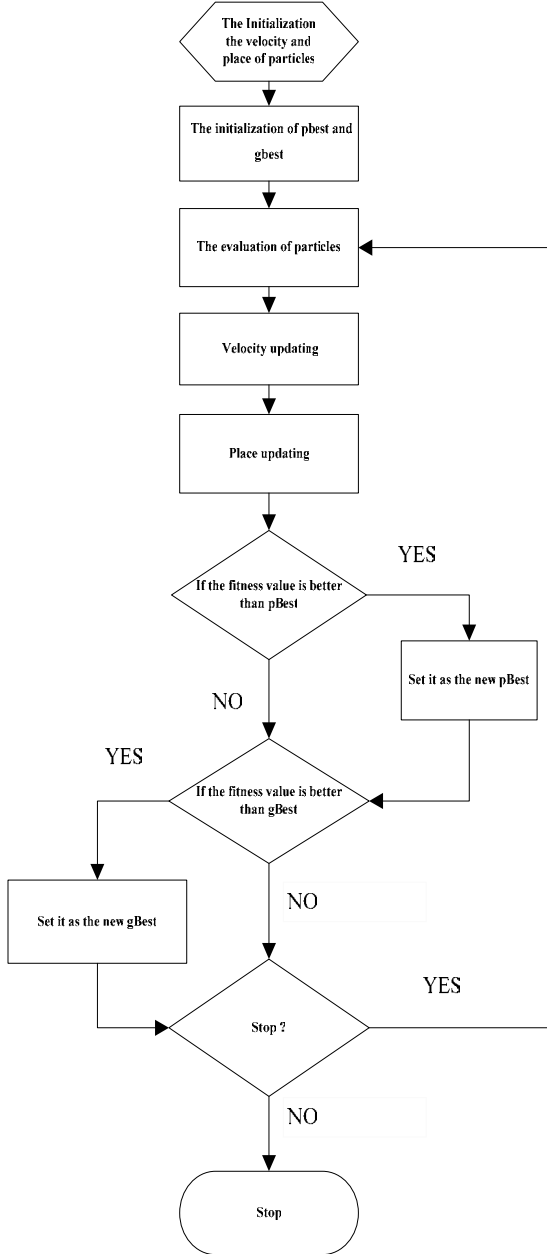 The Initialization
the velocity and
place of particles
The initialization of pbest and
gbest
The evaluation of particles
Velocity updating
Place updating
If the fitness value is better
than pBest
YES
Set it as the new pBest
NO
If the fitness value is better
than gBest
YES
Set it as the new gBest
NO
Stop ?
YES
NO
Stop